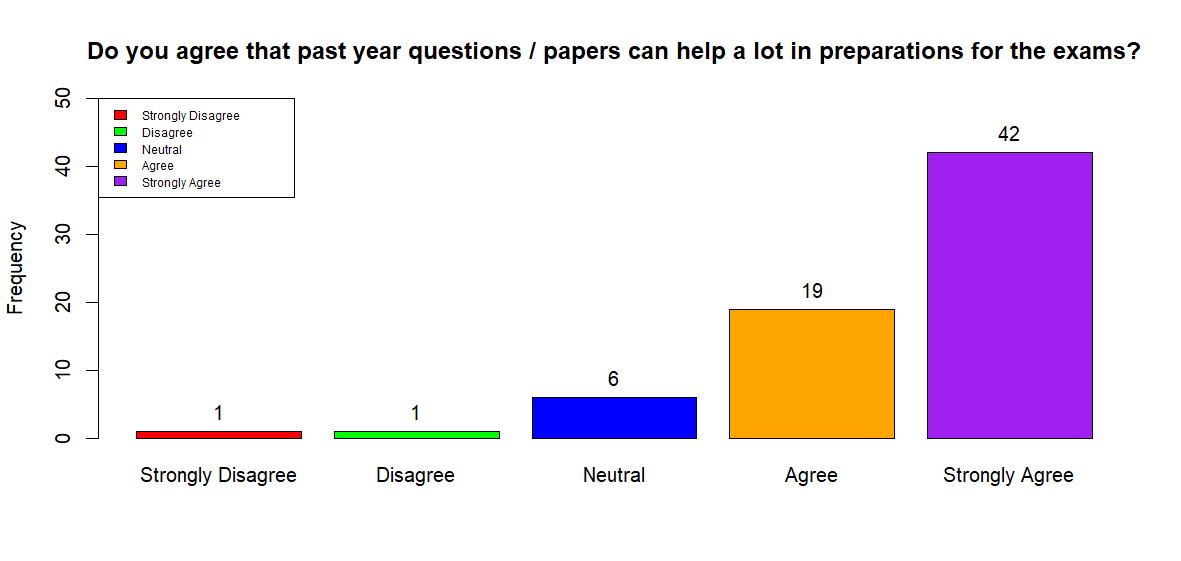 Do you agree that past year questions / papers can help a lot in preparations for the exams?
Frequency
50
40
30
20
10
0
Strongly Disagree
Disagree
Neutral
Agree
Strongly Agree
1
1
6
19
42
Strongly Disagree
Disagree
Neutral
Agree
Strongly Agree